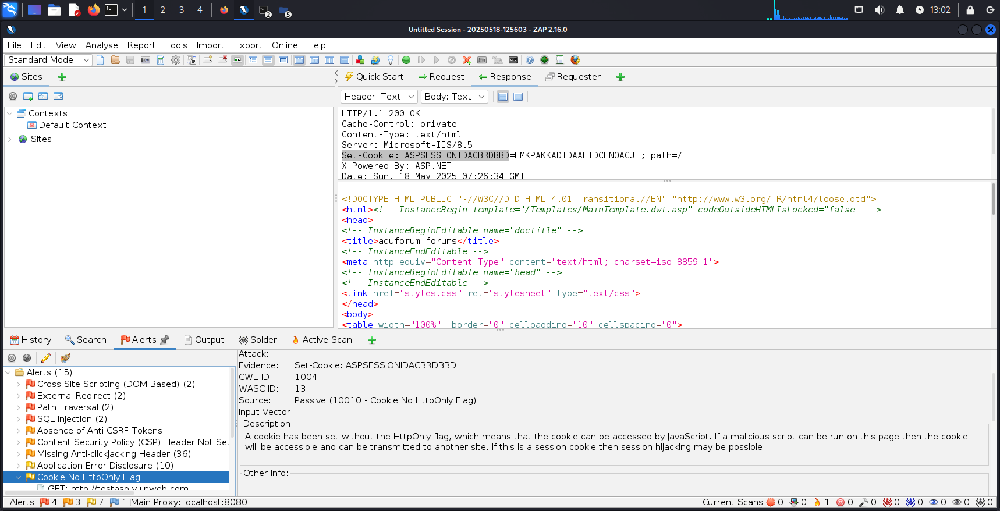 1 2 3 4 2 5 13:02
Untitled Session - 20250518-125603 - ZAP 2.16.0
File Edit View Analyse Report Tools Import Export Online Help
Standard Mode
Sites
Quick Start Request Response Requester
Header: Text Body: Text
Contexts
Default Context
Sites
HTTP/1.1 200 OK
Cache-Control: private
Content-Type: text/html
Server: Microsoft-IIS/8.5
Set-Cookie: ASPSESSIONIDACBRDBBD=FMKPAKKADIDAAEIDCLNOACJE; path=/
X-Powered-By: ASP.NET
Date: Sun, 18 May 2025 07:26:34 GMT
<!DOCTYPE HTML PUBLIC "-//W3C//DTD HTML 4.01 Transitional//EN" "http://www.w3.org/TR/html4/loose.dtd">
<html><!-- InstanceBegin template="/Templates/MainTemplate.dwt.asp" codeOutsideHTMLIsLocked="false" -->
<head>
<!-- InstanceBeginEditable name="doctitle" -->
<title>acuforum forums</title>
<!-- InstanceEndEditable -->
<meta http-equiv="Content-Type" content="text/html; charset=iso-8859-1">
<!-- InstanceBeginEditable name="head" -->
<!-- InstanceEndEditable -->
<link href="styles.css" rel="stylesheet" type="text/css">
</head>
<body>
<table width="100%" border="0" cellpadding="10" cellspacing="0">
History Search Alerts Output Spider Active Scan
Alerts (15)
Cross Site Scripting (DOM Based) (2)
External Redirect (2)
Path Traversal (2)
SQL Injection (2)
Absence of Anti-CSRF Tokens
Content Security Policy (CSP) Header Not Set
Missing Anti-clickjacking Header (36)
Application Error Disclosure (10)
Cookie No HttpOnly Flag
GET: http://testasp.vulnweb.com
Attack:
Evidence: Set-Cookie: ASPSESSIONIDACBRDBBD
CWE ID: 1004
WASC ID: 13
Source: Passive (10010 - Cookie No HttpOnly Flag)
Input Vector:
Description:
A cookie has been set without the HttpOnly flag, which means that the cookie can be accessed by JavaScript. If a malicious script can be run on this page then the cookie
will be accessible and can be transmitted to another site. If this is a session cookie then session hijacking may be possible.
Other Info:
Alerts 4 3 7 1 Main Proxy: localhost:8080 Current Scans 0 0 1 0 0 0 0 0 0 0